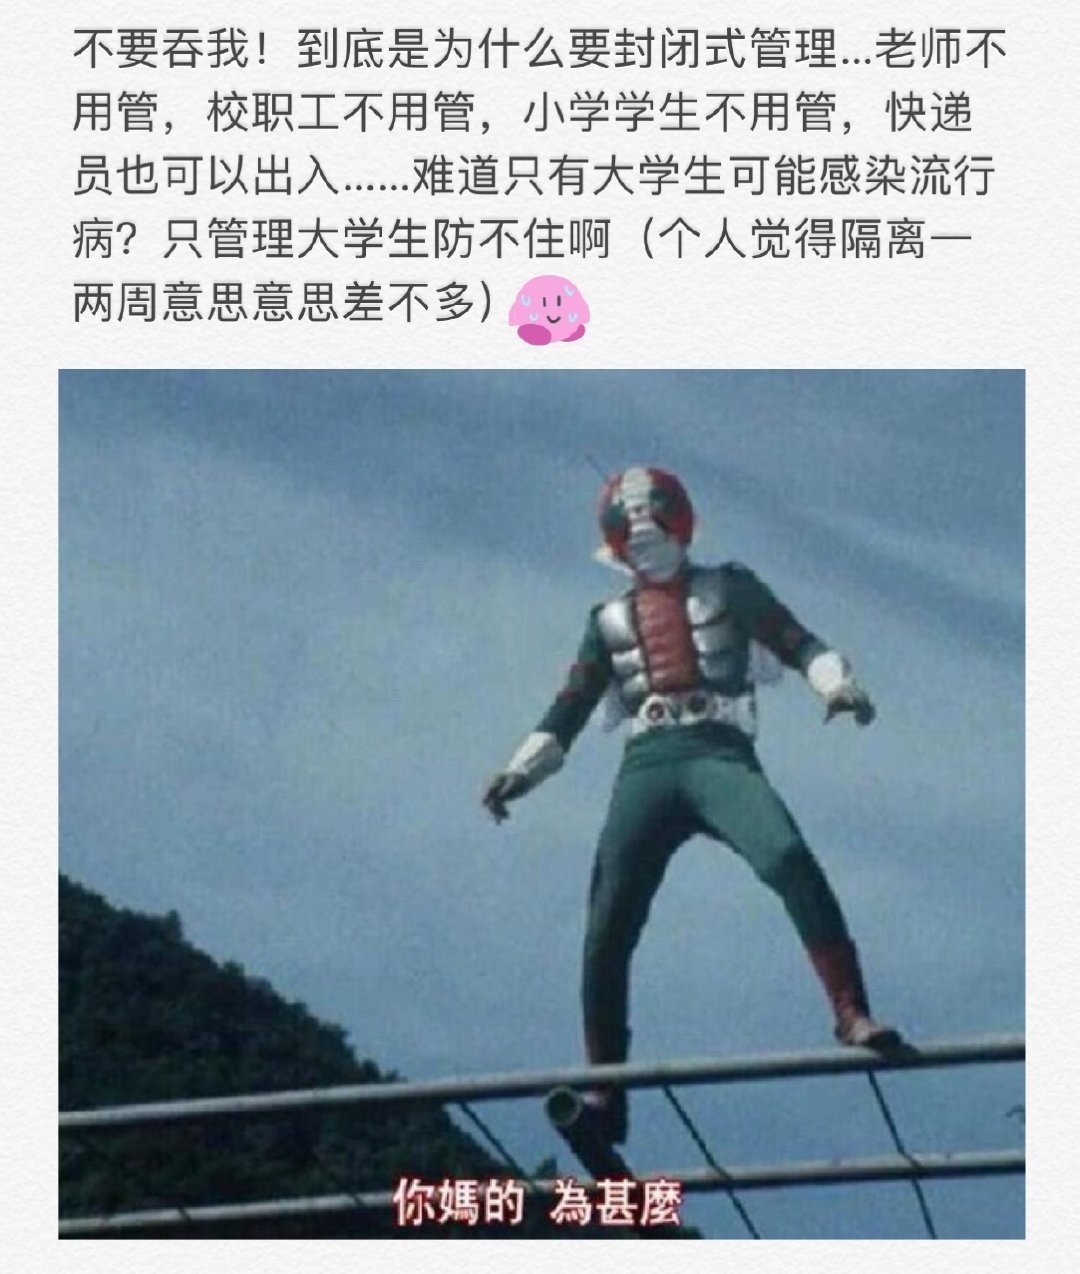 不要吞我！到底是为什么要封闭式管理...老师不
用管，校职工不用管，小学学生不用管，快递
员也可以出入......难道只有大学生可能感染流行
病？只管理大学生防不住啊（个人觉得隔离一
两周意思意思差不多）
你媽的 為甚麼